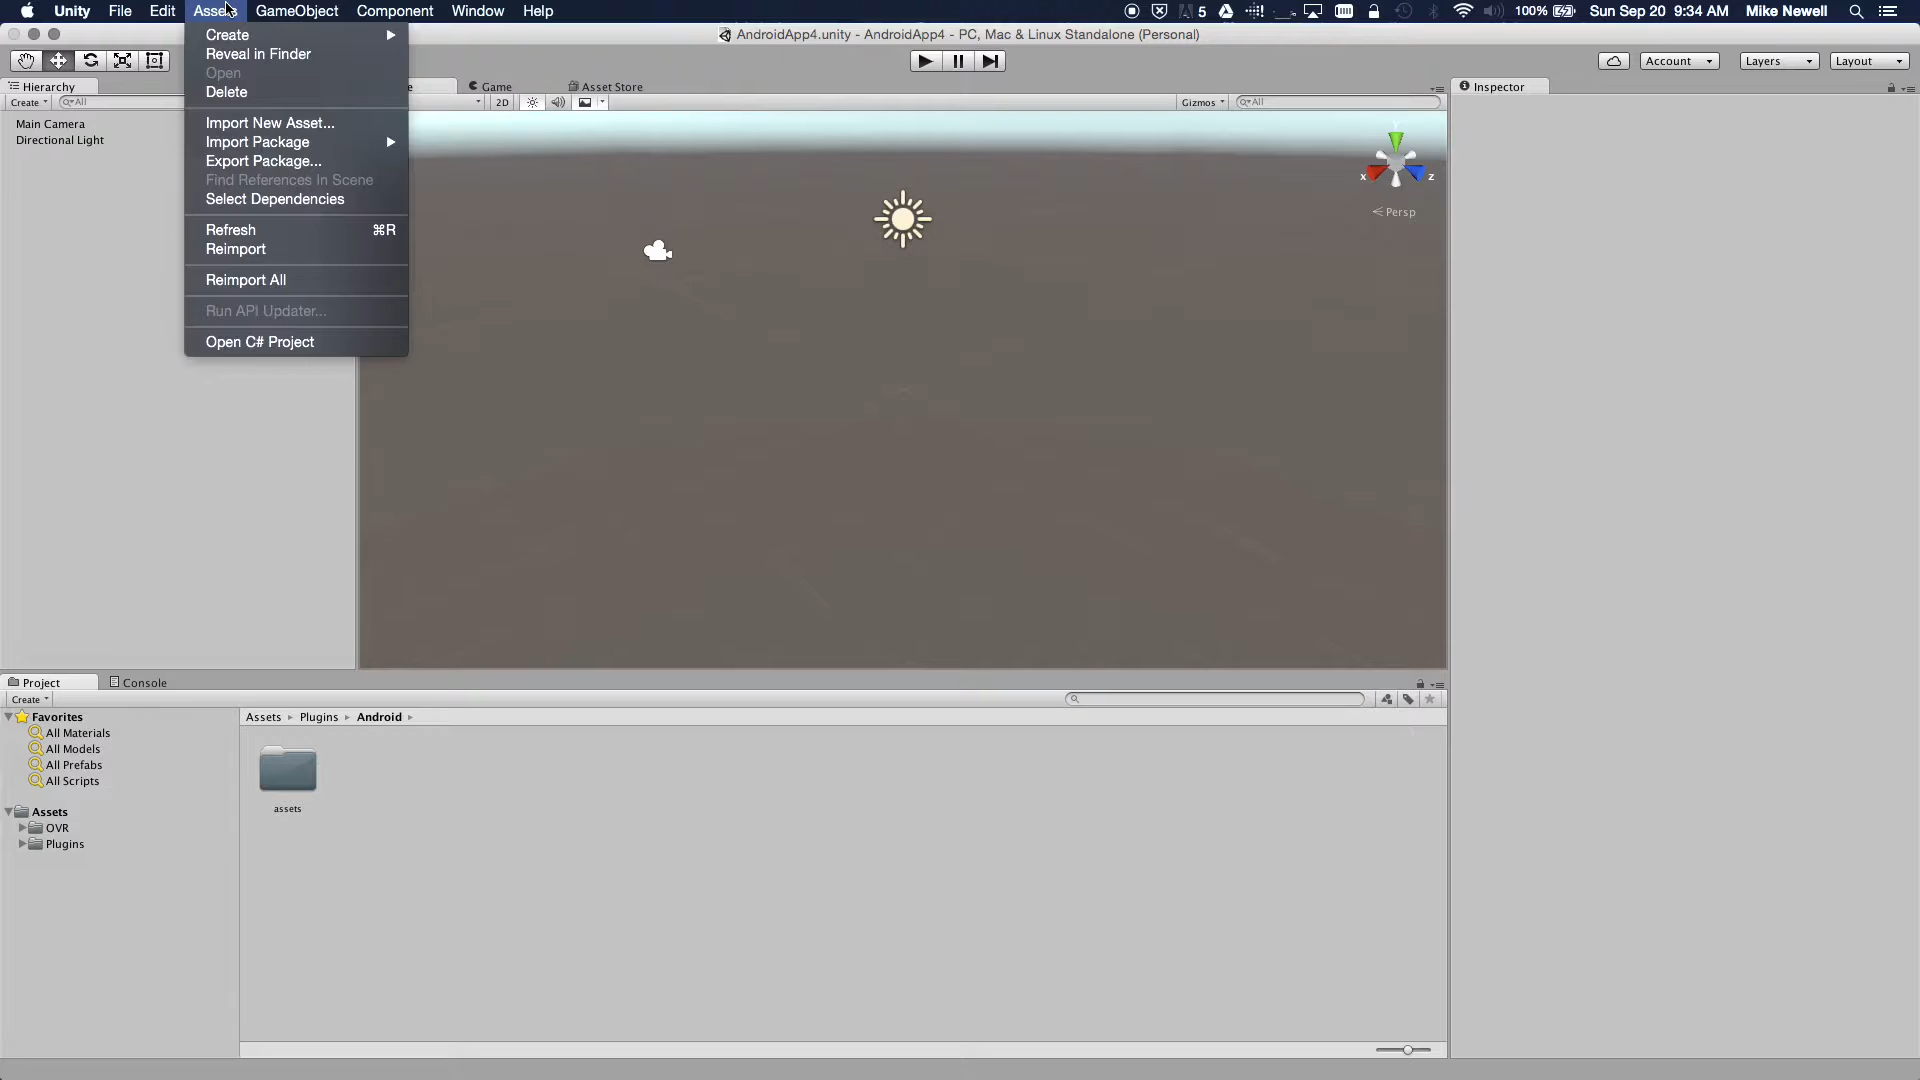 Unity File Edit Assets GameObject Component Window Help 5 100% Sun Sep 20 9:34 AM Mike Newell
AndroidApp4.unity - AndroidApp4 - PC, Mac & Linux Standalone (Personal)
Create
Reveal in Finder
Open
Delete
Import New Asset...
Import Package
Export Package...
Find References In Scene
Select Dependencies
Refresh ⌘R
Reimport
Reimport All
Run API Updater...
Open C# Project
Account Layers Layout
Hierarchy
Create All
Main Camera
Directional Light
Game Asset Store
2D Gizmos All
y
x z
Persp
Inspector
Project Console
Create
Favorites
All Materials
All Models
All Prefabs
All Scripts
Assets
OVR
Plugins
Assets Plugins Android
assets